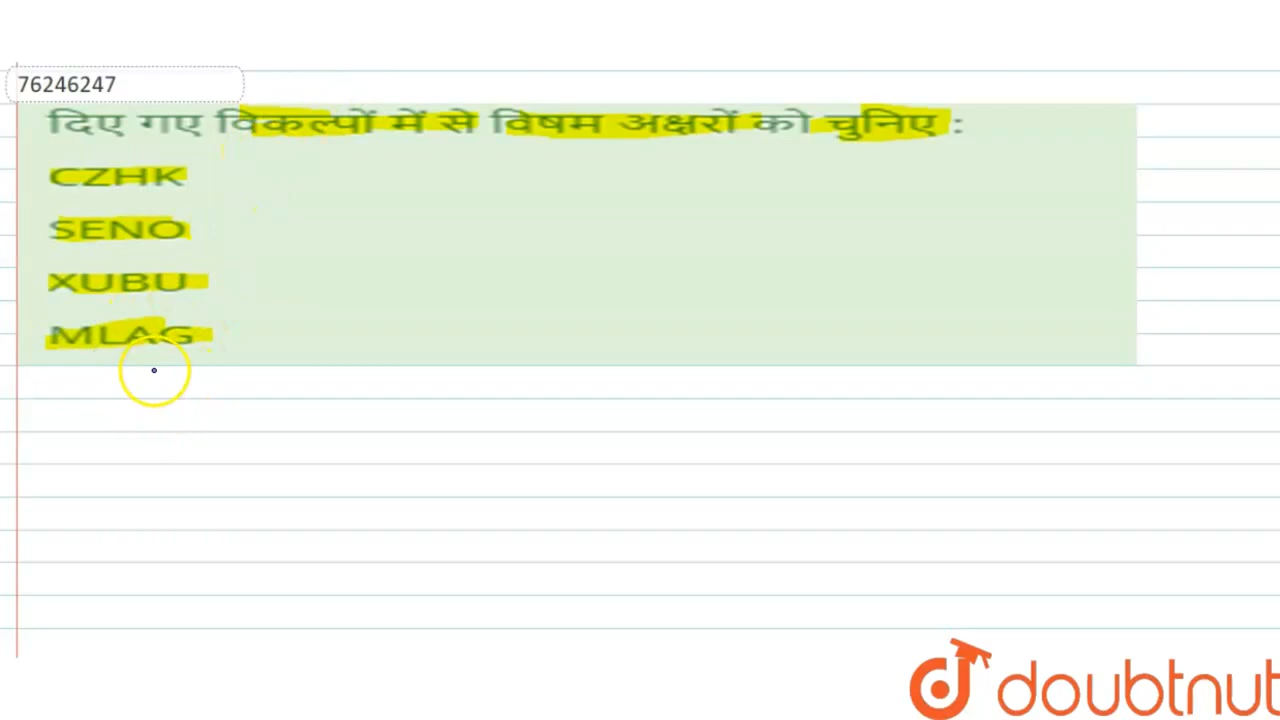 76246247
दिए गए विकल्पों में से विषम अक्षरों को चुनिए :
CZHK
SENO
XUBU
MLAG
doubtnut